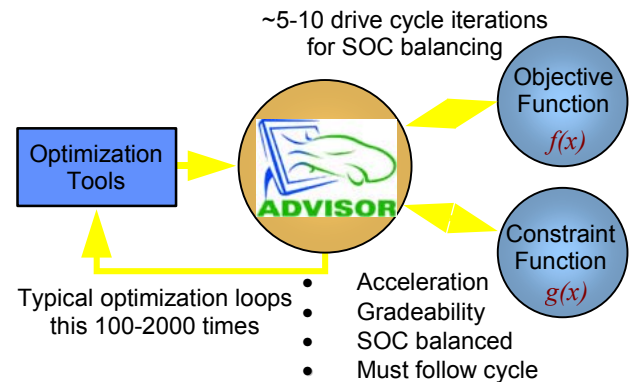 ~5-10 drive cycle iterations
for SOC balancing
Objective
Function
f(x)
Optimization
Tools
ADVISOR
Constraint
Function
g(x)
Typical optimization loops
this 100-2000 times
• Acceleration
• Gradeability
• SOC balanced
• Must follow cycle